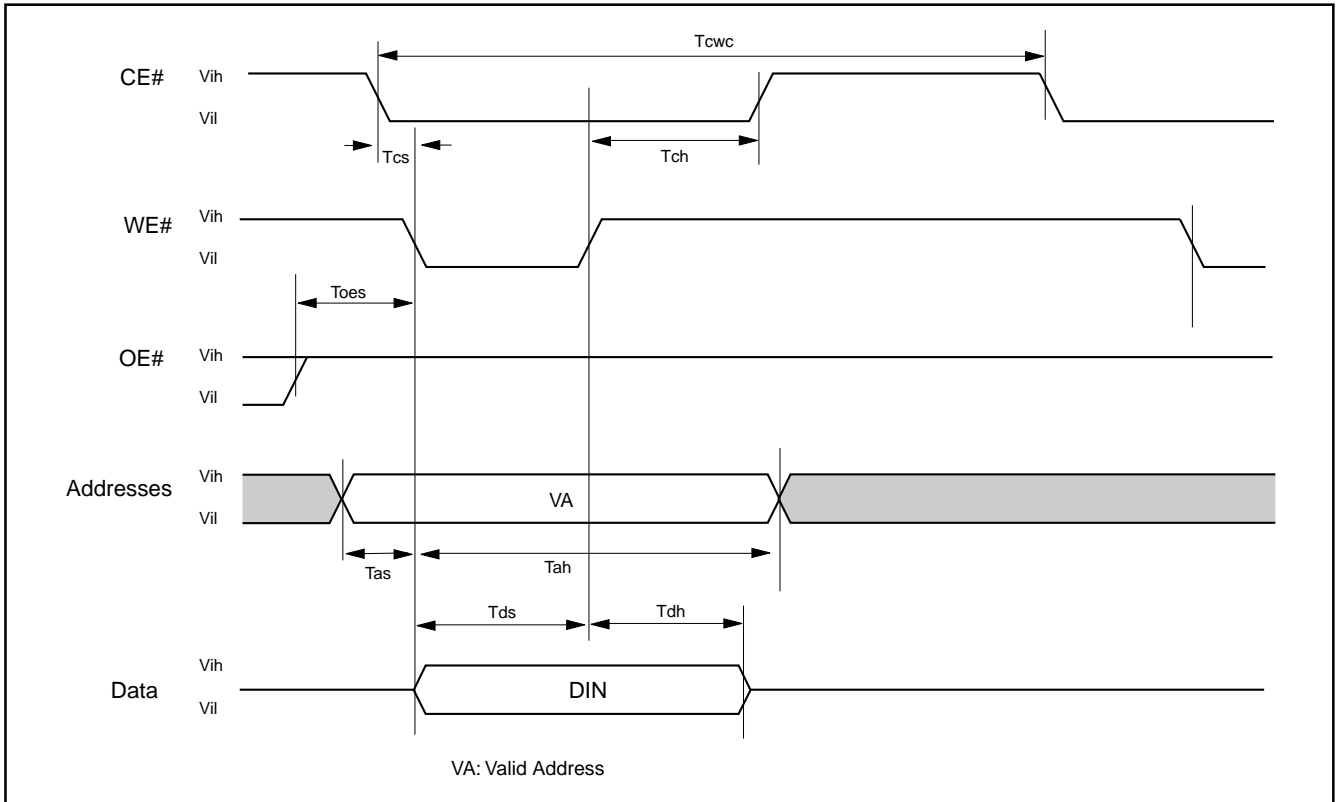 Tcwc
CE# Vih
Vil
Tcs Tch
WE# Vih
Vil
Toes
OE# Vih
Vil
Addresses Vih
VA
Vil
Tas Tah
Tds Tdh
Vih
Data DIN
Vil
VA: Valid Address